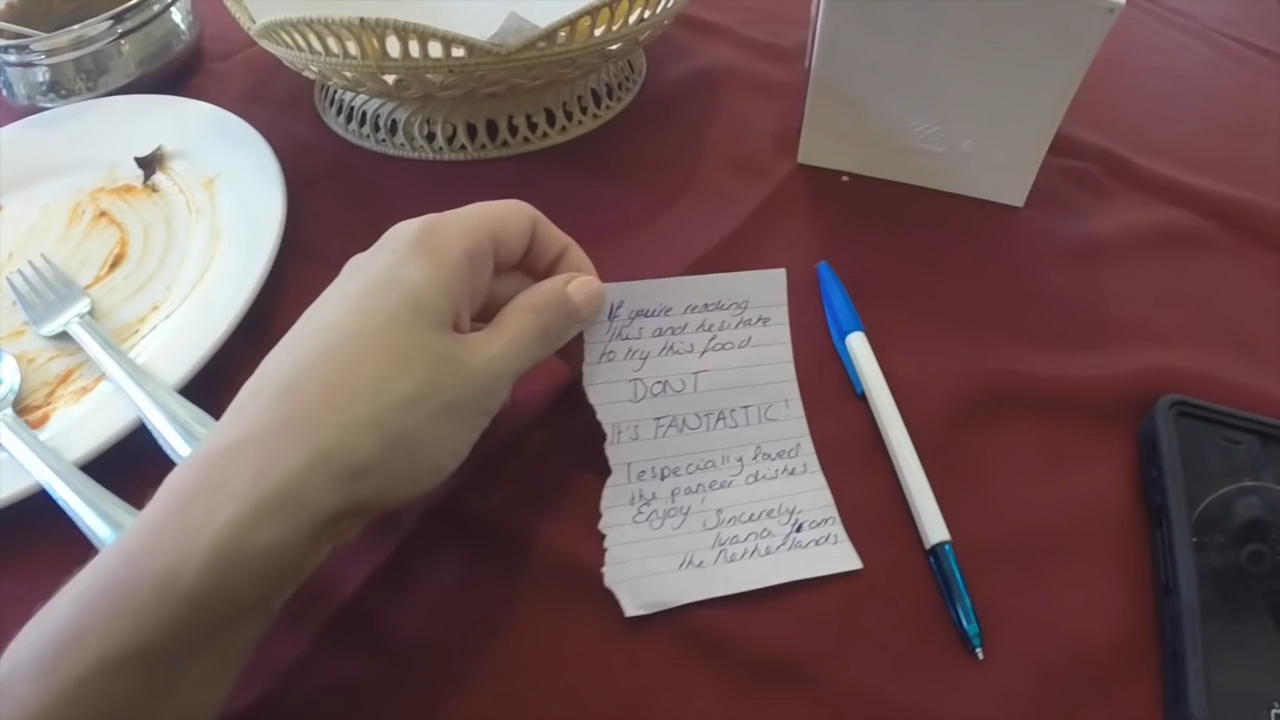 If you're reading
this and hesitate
to try this food
DONT
It's FANTASTIC!
I especially loved
the paneer dishes.
Enjoy!
Sincerely,
Ivana from
the Netherlands.